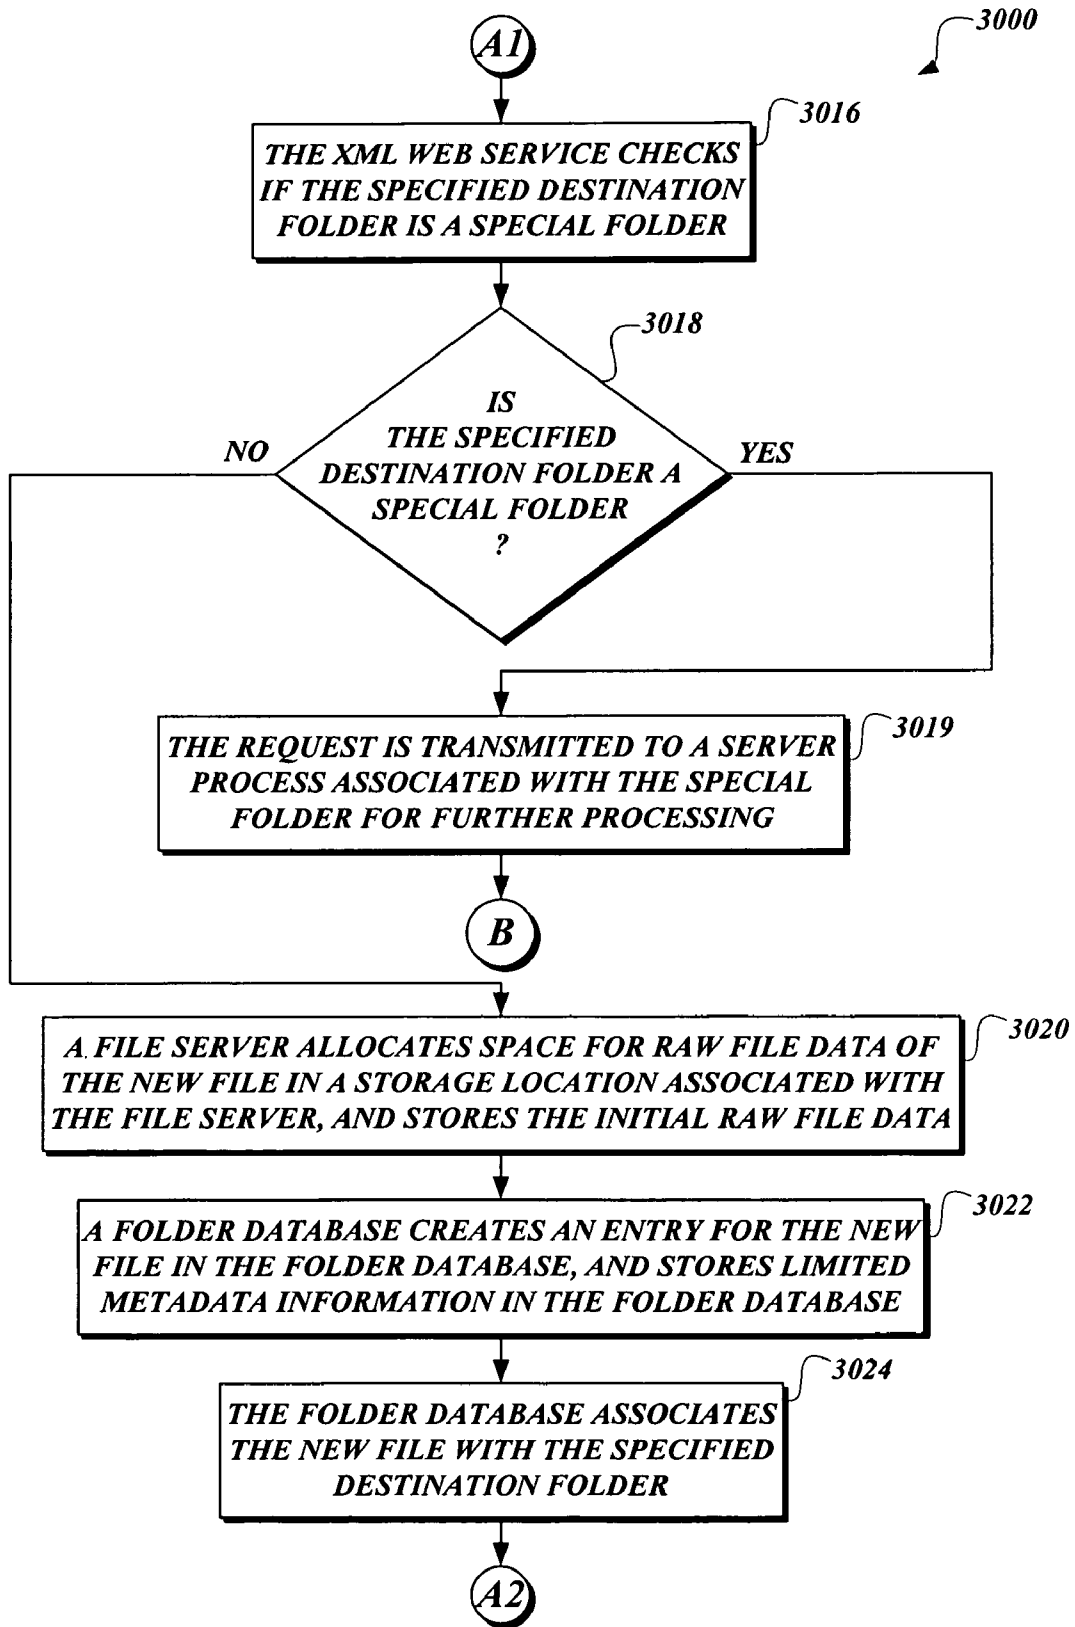 A1
3000
3016
THE XML WEB SERVICE CHECKS
IF THE SPECIFIED DESTINATION
FOLDER IS A SPECIAL FOLDER
3018
IS
THE SPECIFIED
DESTINATION FOLDER A
SPECIAL FOLDER
?
NO
YES
3019
THE REQUEST IS TRANSMITTED TO A SERVER
PROCESS ASSOCIATED WITH THE SPECIAL
FOLDER FOR FURTHER PROCESSING
B
3020
A FILE SERVER ALLOCATES SPACE FOR RAW FILE DATA OF
THE NEW FILE IN A STORAGE LOCATION ASSOCIATED WITH
THE FILE SERVER, AND STORES THE INITIAL RAW FILE DATA
3022
A FOLDER DATABASE CREATES AN ENTRY FOR THE NEW
FILE IN THE FOLDER DATABASE, AND STORES LIMITED
METADATA INFORMATION IN THE FOLDER DATABASE
3024
THE FOLDER DATABASE ASSOCIATES
THE NEW FILE WITH THE SPECIFIED
DESTINATION FOLDER
A2